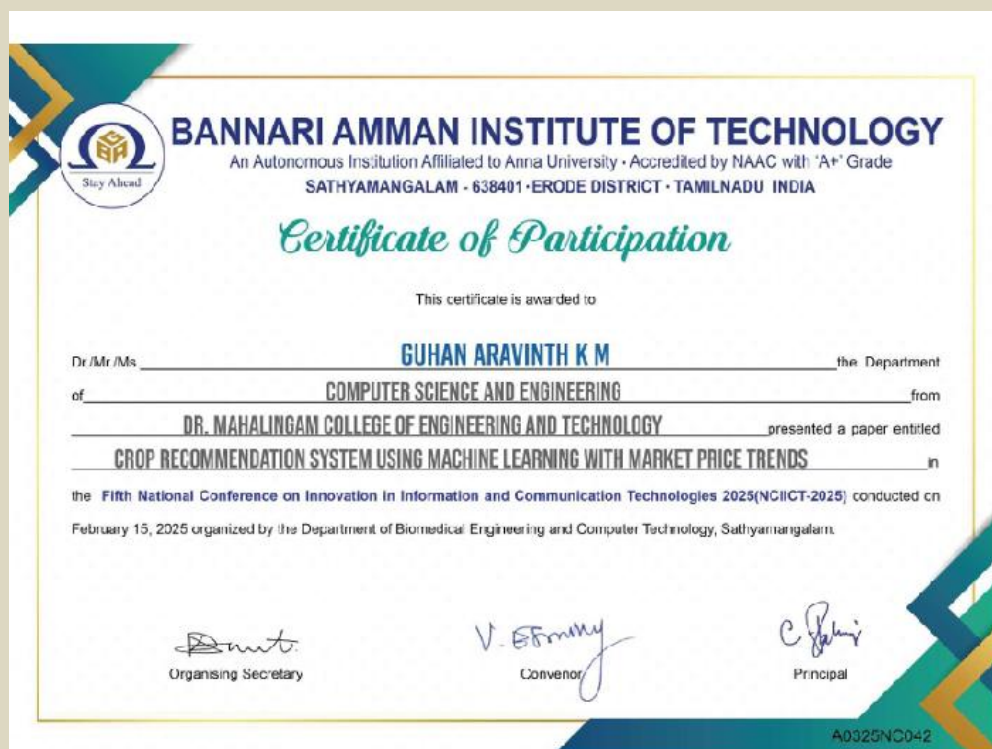 BANNARI AMMAN INSTITUTE OF TECHNOLOGY
An Autonomous Institution Affiliated to Anna University · Accredited by NAAC with 'A+' Grade
SATHYAMANGALAM - 638401 · ERODE DISTRICT · TAMILNADU INDIA
Stay Ahead
Certificate of Participation
This certificate is awarded to
Dr/Mr/Ms GUHAN ARAVINTH K M the Department
of COMPUTER SCIENCE AND ENGINEERING from
DR. MAHALINGAM COLLEGE OF ENGINEERING AND TECHNOLOGY presented a paper entitled
CROP RECOMMENDATION SYSTEM USING MACHINE LEARNING WITH MARKET PRICE TRENDS in
the Fifth National Conference on Innovation in Information and Communication Technologies 2025(NCIICT-2025) conducted on
February 15, 2025 organized by the Department of Biomedical Engineering and Computer Technology, Sathyamangalam.
Organising Secretary
Convenor
Principal
A0325NC042